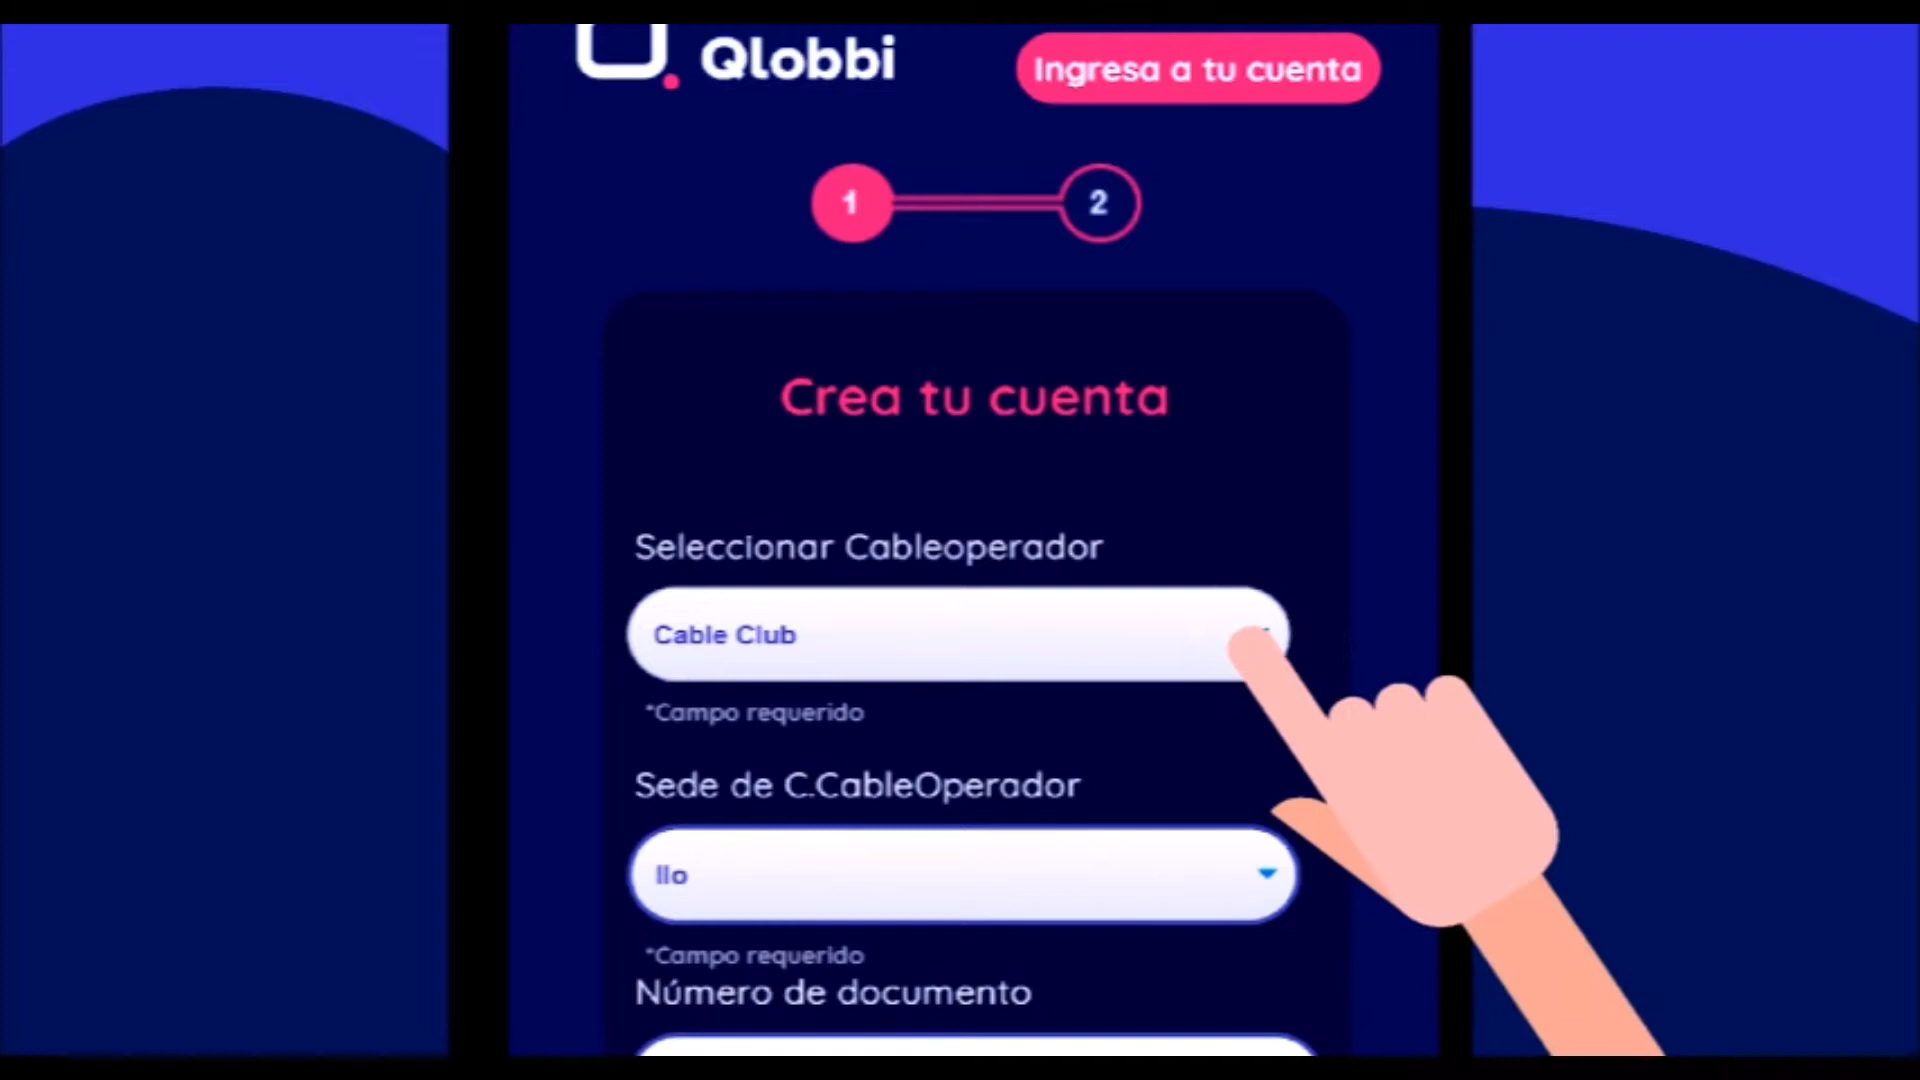 Qlobbi
Ingresa a tu cuenta
1
2
Crea tu cuenta
Seleccionar Cableoperador
Cable Club
*Campo requerido
Sede de C.CableOperador
Ilo
*Campo requerido
Número de documento